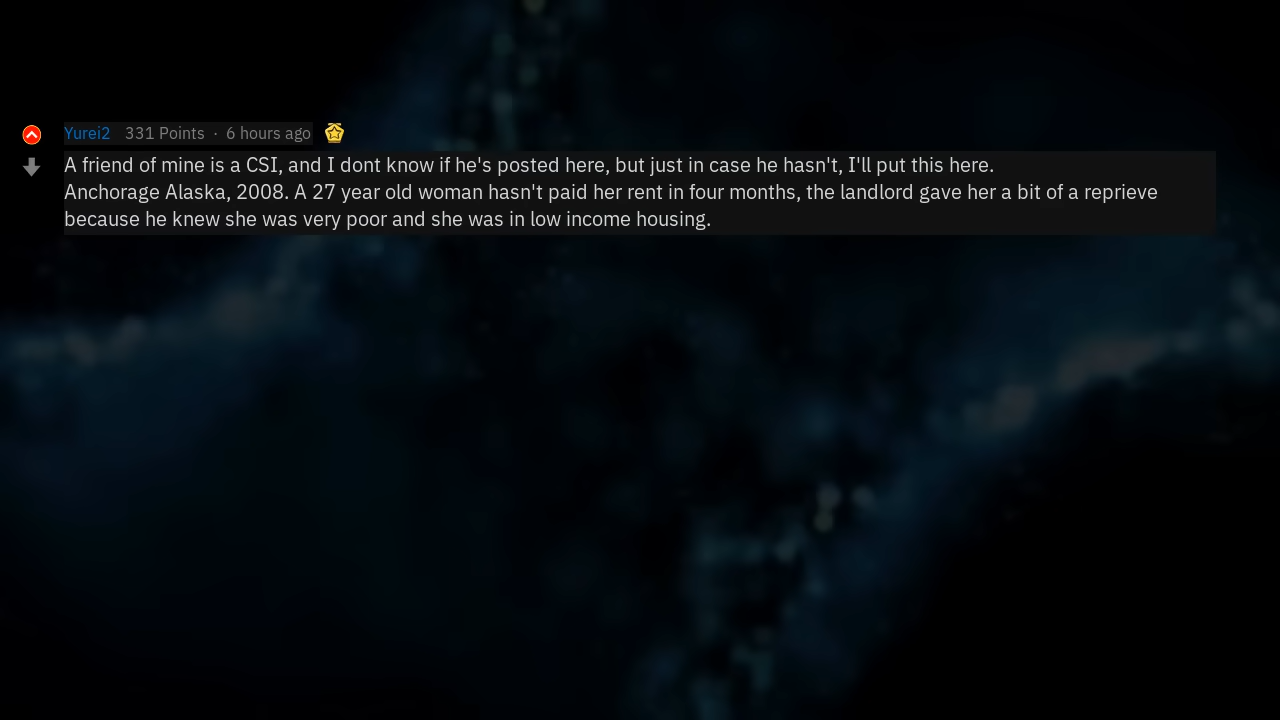 Yurei2 331 Points · 6 hours ago
A friend of mine is a CSI, and I dont know if he's posted here, but just in case he hasn't, I'll put this here.
Anchorage Alaska, 2008. A 27 year old woman hasn't paid her rent in four months, the landlord gave her a bit of a reprieve
because he knew she was very poor and she was in low income housing.